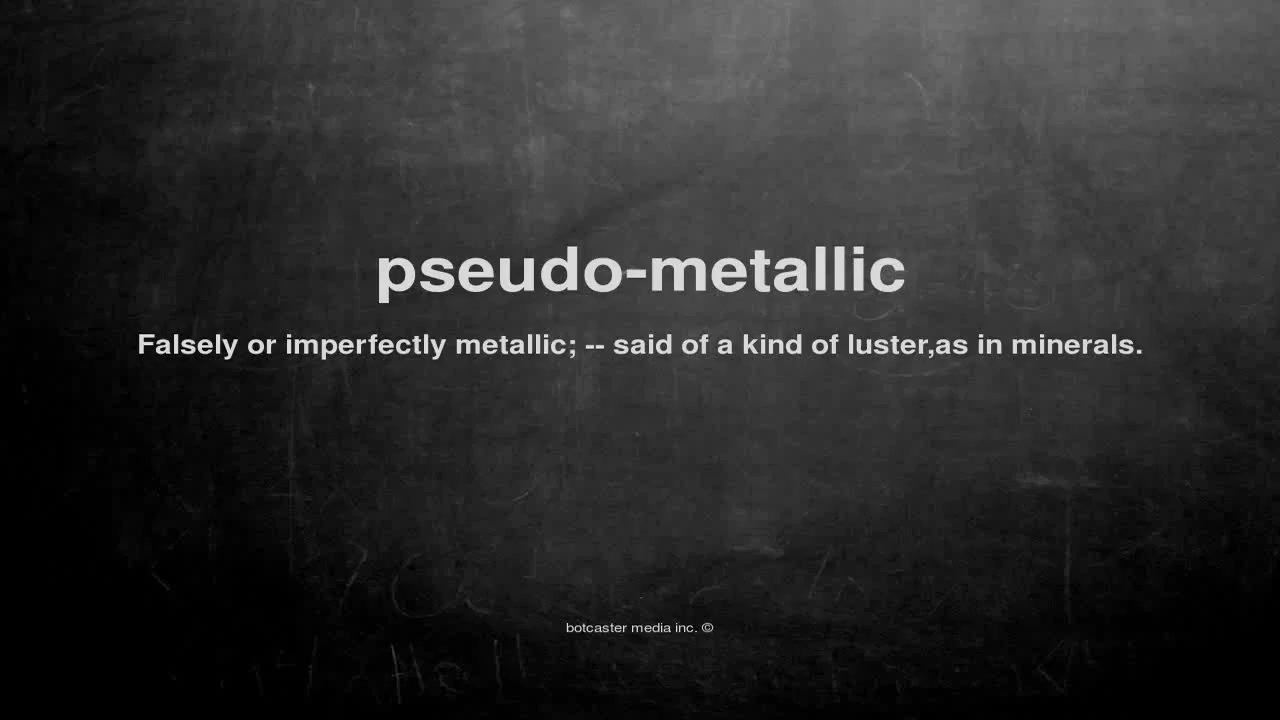 pseudo-metallic
Falsely or imperfectly metallic; -- said of a kind of luster,as in minerals.
botcaster media inc. ©